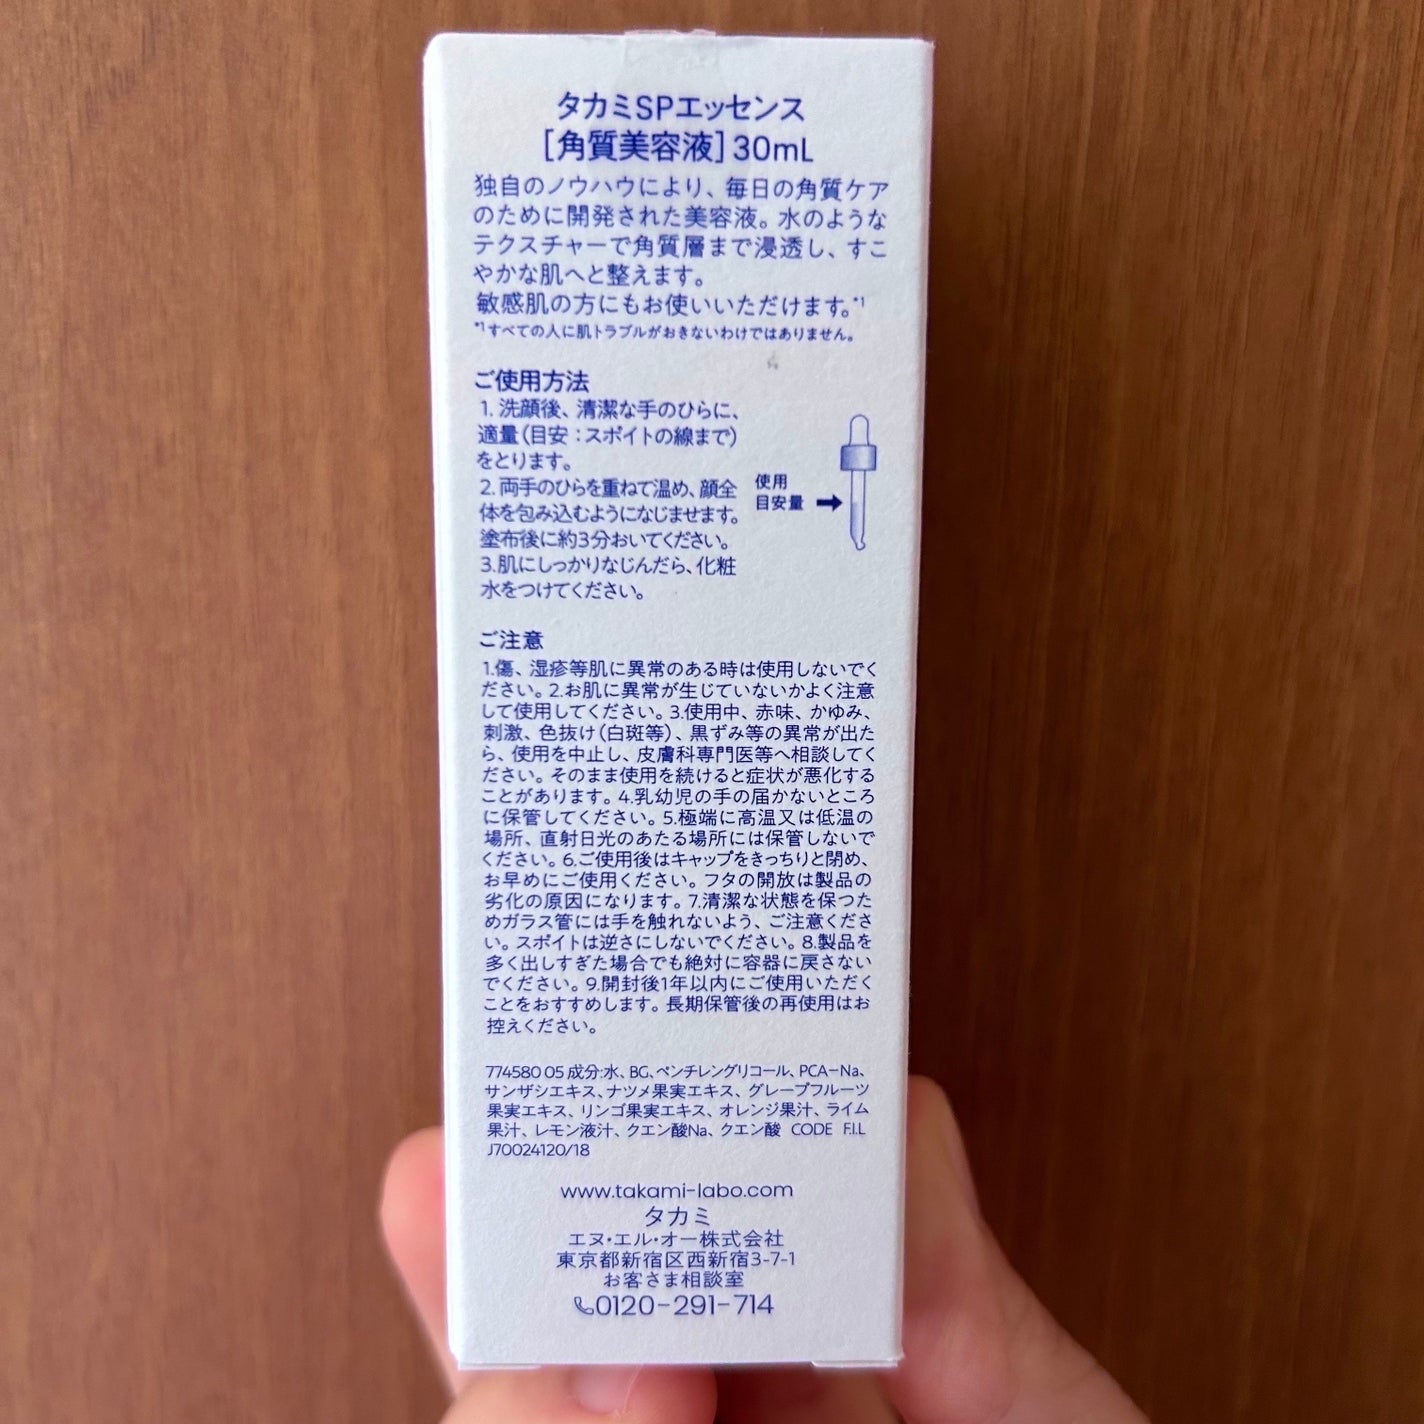 タカミSPエッセンス
[角質美容液]30mL
独自のノウハウにより、毎日の角質ケア
のために開発された美容液。水のような
テクスチャーで角質層まで浸透し、すこ
やかな肌へと整えます。
敏感肌の方にもお使いいただけます。*1
*1すべての人に肌トラブルがおきないわけではありません。
ご使用方法
1. 洗顔後、清潔な手のひらに、
適量(目安：スポイトの線まで)
をとります。
2. 両手のひらを重ねて温め、顔全
体を包み込むようになじませます。
塗布後に約3分おいてください。
3.肌にしっかりなじんだら、化粧
水をつけてください。
使用
目安量
ご注意
1.傷、湿疹等肌に異常のある時は使用しないでく
ださい。2.お肌に異常が生じていないかよく注意
して使用してください。3.使用中、赤味、かゆみ、
刺激、色抜け(白斑等)、黒ずみ等の異常が出た
ら、使用を中止し、皮膚科専門医等へ相談してく
ださい。そのまま使用を続けると症状が悪化する
ことがあります。4.乳幼児の手の届かないところ
に保管してください。5.極端に高温又は低温の
場所、直射日光のあたる場所には保管しないで
ください。6.ご使用後はキャップをきっちりと閉め、
お早めにご使用ください。フタの開放は製品の
劣化の原因になります。7.清潔な状態を保つた
めガラス管には手を触れないよう、ご注意くださ
い。スポイトは逆さにしないでください。8.製品を
多く出しすぎた場合でも絶対に容器に戻さない
でください。9.開封後1年以内にご使用いただく
ことをおすすめします。長期保管後の再使用はお
控えください。
774580 05 成分:水、BG、ペンチレングリコール、PCA-Na、
サンザシエキス、ナツメ果実エキス、グレープフルーツ
果実エキス、リンゴ果実エキス、オレンジ果汁、ライム
果汁、レモン液汁、クエン酸Na、クエン酸 CODE F.I.L
J70024120/18
www.takami-labo.com
タカミ
エヌ・エル・オー株式会社
東京都新宿区西新宿3-7-1
お客さま相談室
0120-291-714